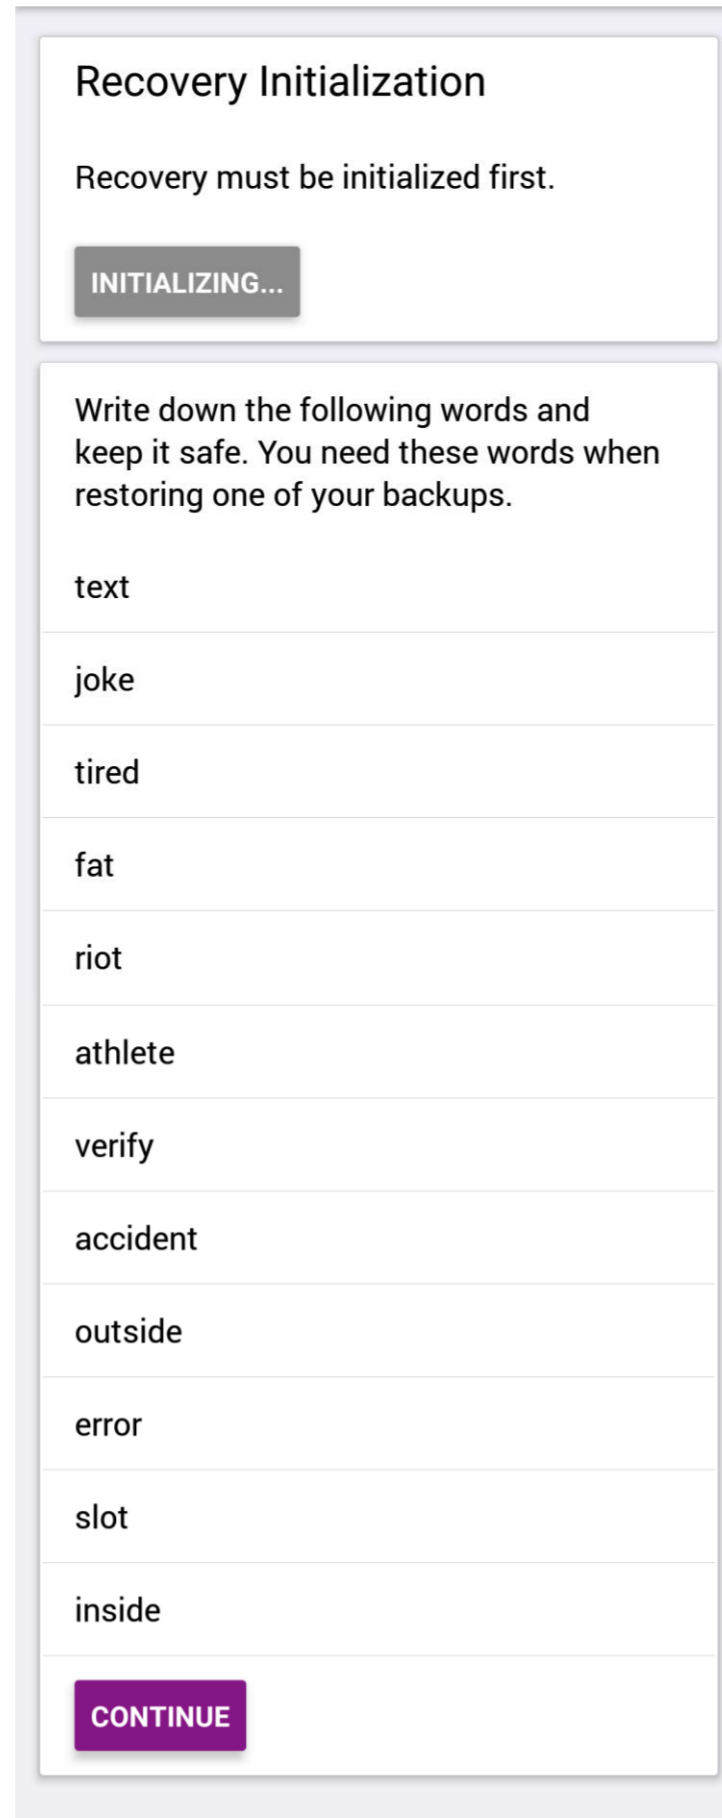 Recovery Initialization
Recovery must be initialized first.
INITIALIZING...
Write down the following words and
keep it safe. You need these words when
restoring one of your backups.
text
joke
tired
fat
riot
athlete
verify
accident
outside
error
slot
inside
CONTINUE